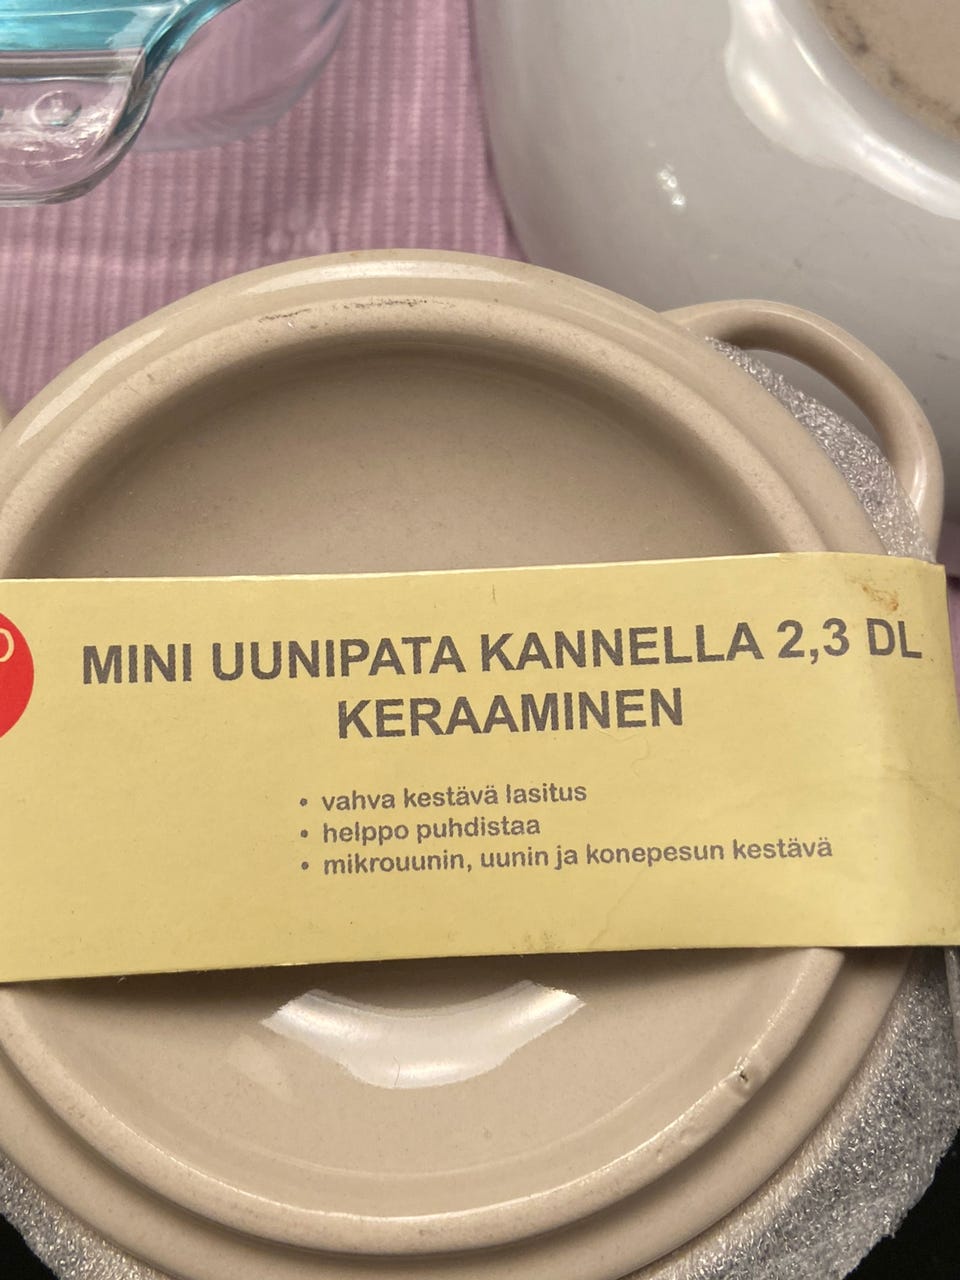 MINI UUNIPATA KANNELLA 2,3 DL
KERAAMINEN
• vahva kestävä lasitus
• helppo puhdistaa
• mikrouunin, uunin ja konepesun kestävä